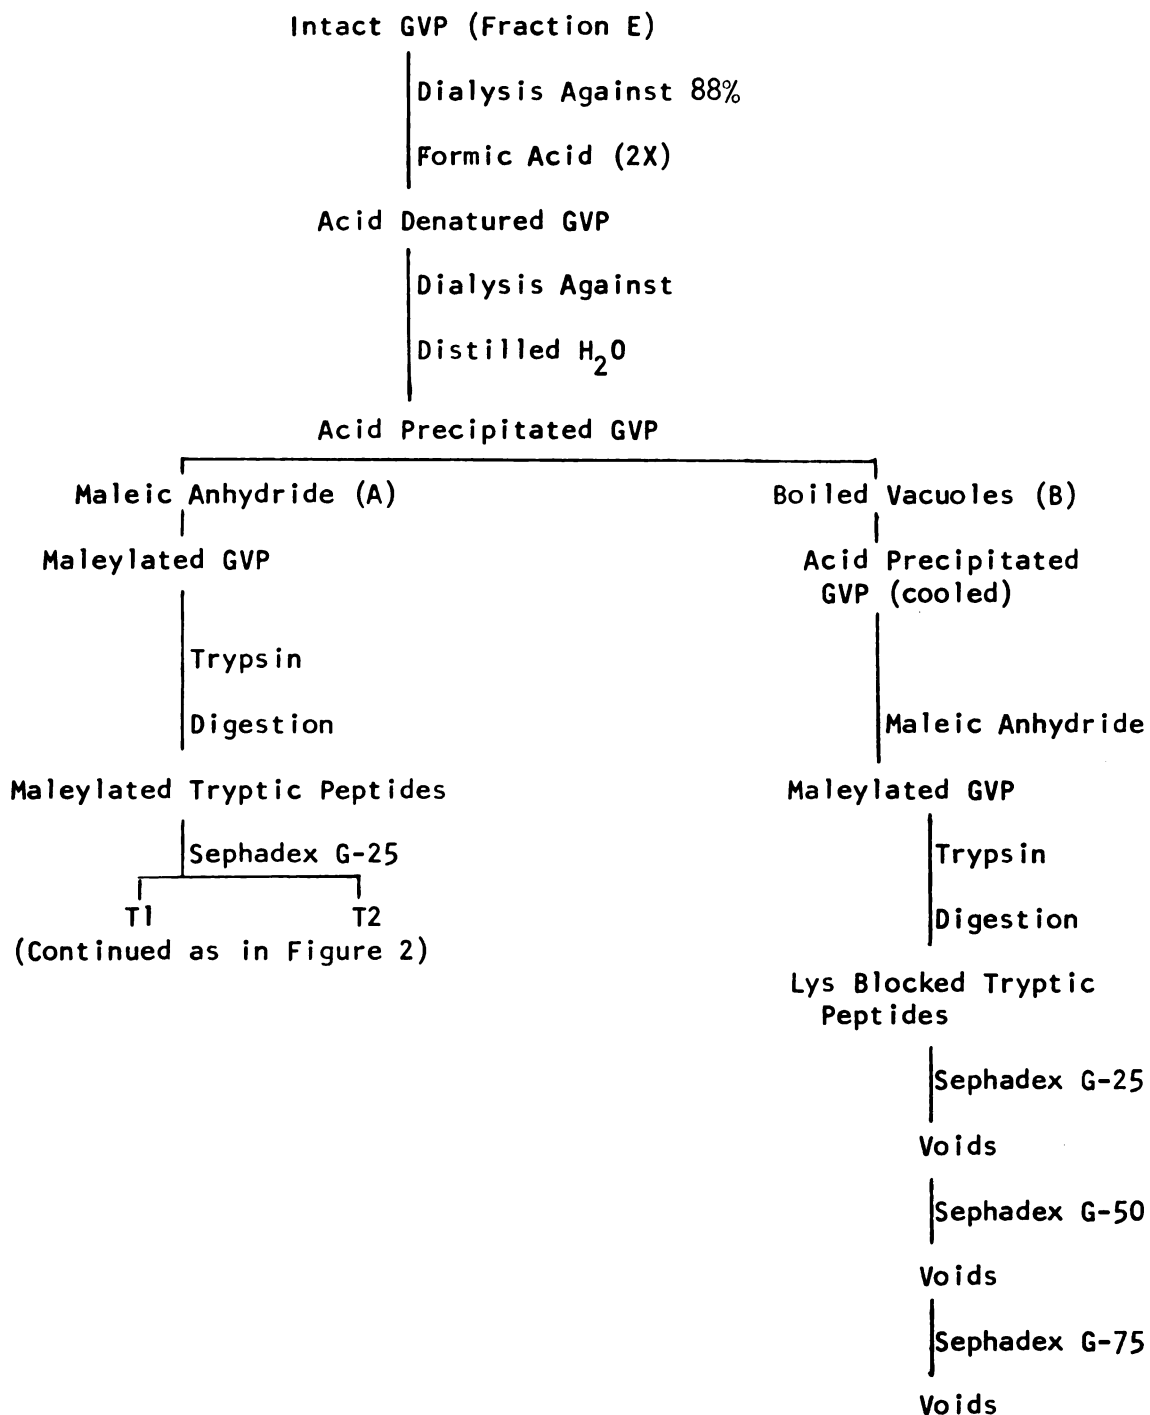 Intact GVP (Fraction E)
Dialysis Against 88%
Formic Acid (2X)
Acid Denatured GVP
Dialysis Against
Distilled H2O
Acid Precipitated GVP
Maleic Anhydride (A)
Maleylated GVP
Trypsin
Digestion
Maleylated Tryptic Peptides
Sephadex G-25
T1
T2
(Continued as in Figure 2)
Boiled Vacuoles (B)
Acid Precipitated
GVP (cooled)
Maleic Anhydride
Maleylated GVP
Trypsin
Digestion
Lys Blocked Tryptic
Peptides
Sephadex G-25
Voids
Sephadex G-50
Voids
Sephadex G-75
Voids